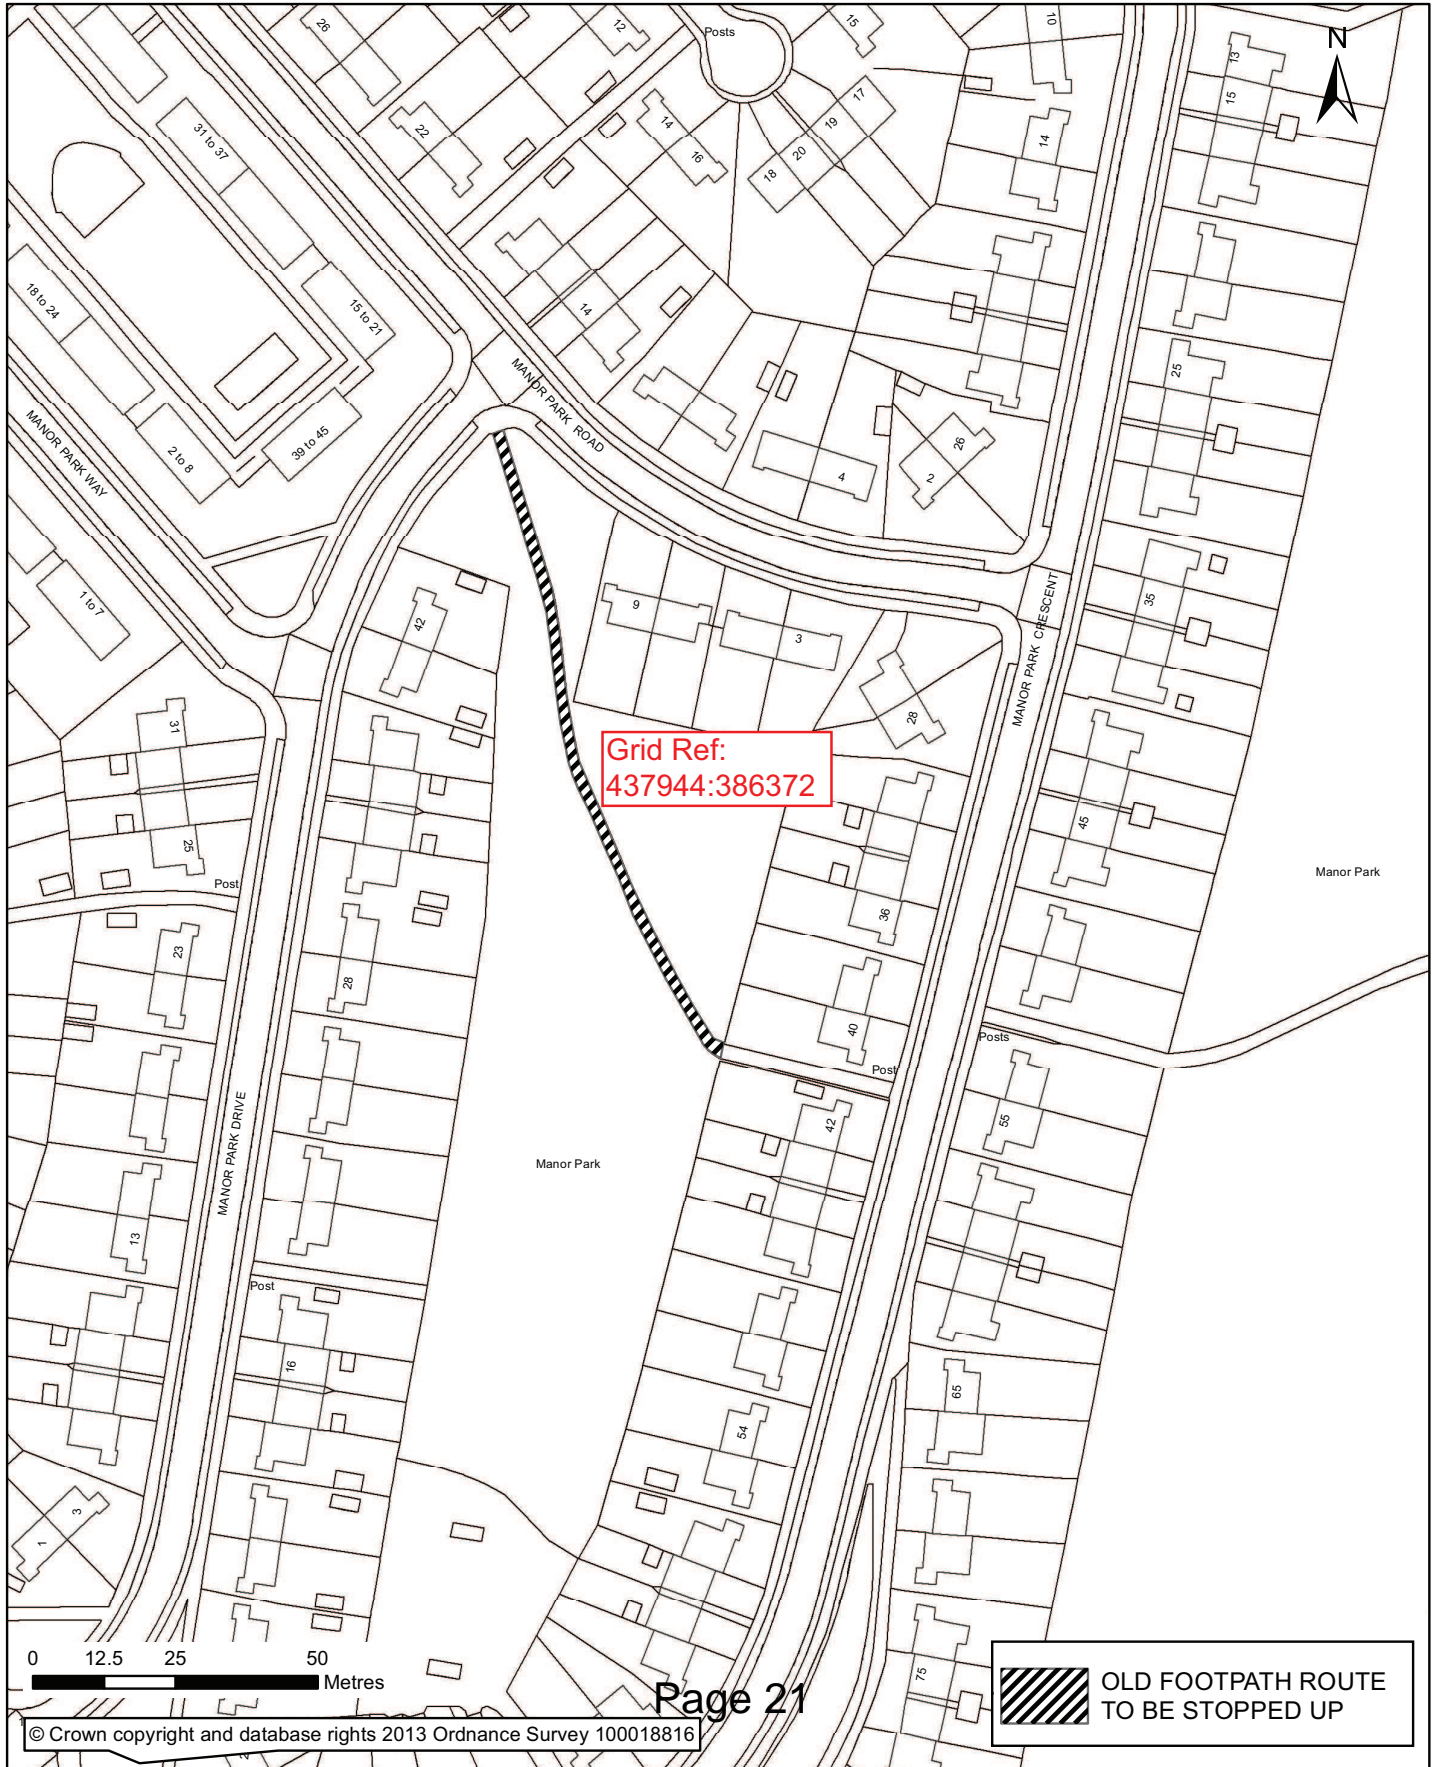 26
12
Posts
15
10
N
13
15
17
19
20
18
14
16
22
31 to 37
14
14
15 to 21
18 to 24
MANOR PARK ROAD
25
26
2
4
39 to 45
2 to 8
MANOR PARK WAY
1 to 7
42
9
3
35
MANOR PARK CRESCENT
28
31
Grid Ref:
437944:386372
45
25
Post
36
Manor Park
23
28
40
Posts
Post
42
55
MANOR PARK DRIVE
Manor Park
13
Post
16
65
54
3
1
75
0 12.5 25 50
Metres
Page 21
OLD FOOTPATH ROUTE
TO BE STOPPED UP
© Crown copyright and database rights 2013 Ordnance Survey 100018816